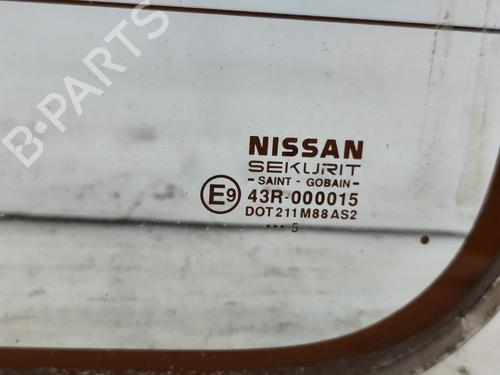 B-PARTS
NISSAN
SEKURIT
- SAINT - GOBAIN -
E9 43R-000015
DOT 211 M88 AS2
... 5